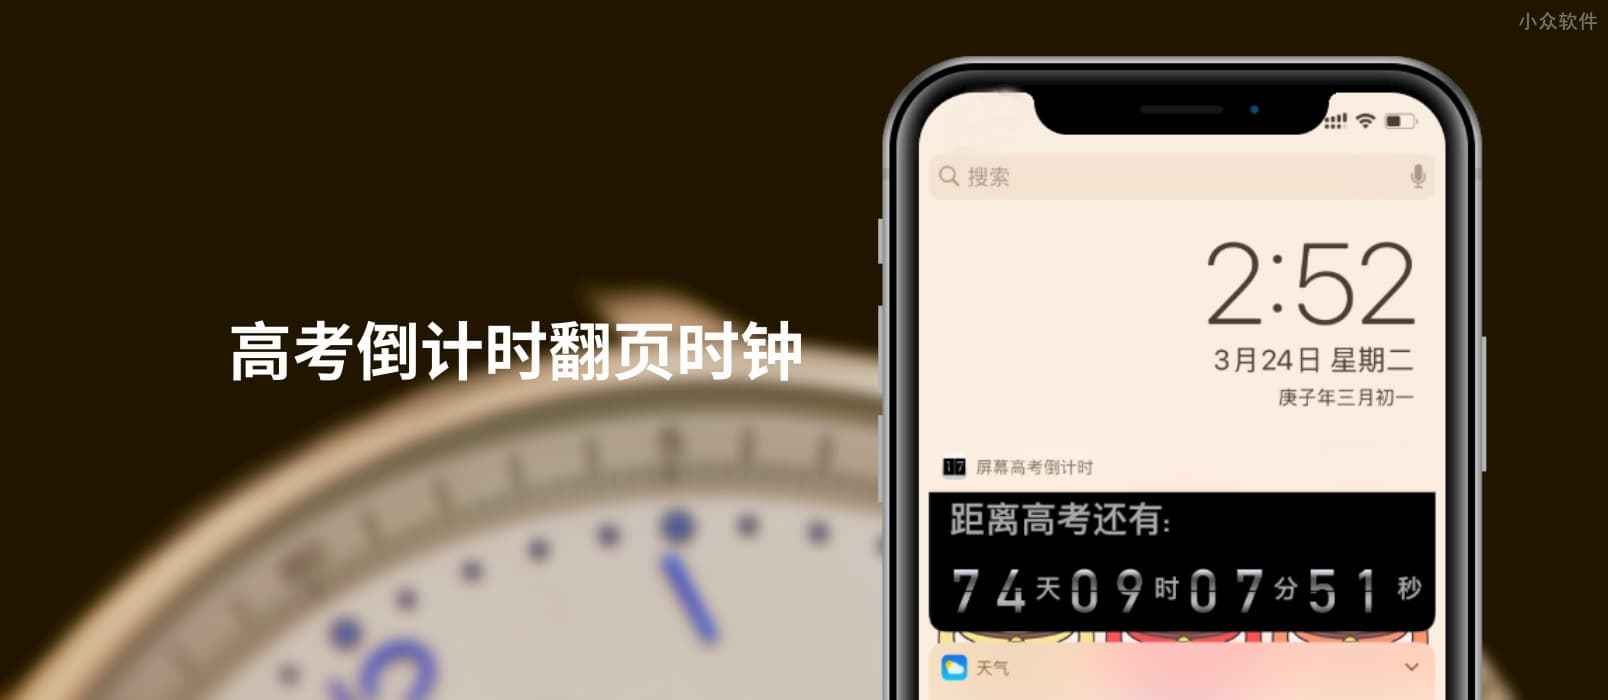 小众软件
高考倒计时翻页时钟
搜索
2:52
3月24日 星期二
庚子年三月初一
17 屏幕高考倒计时
距离高考还有:
74天09时07分51秒
天气